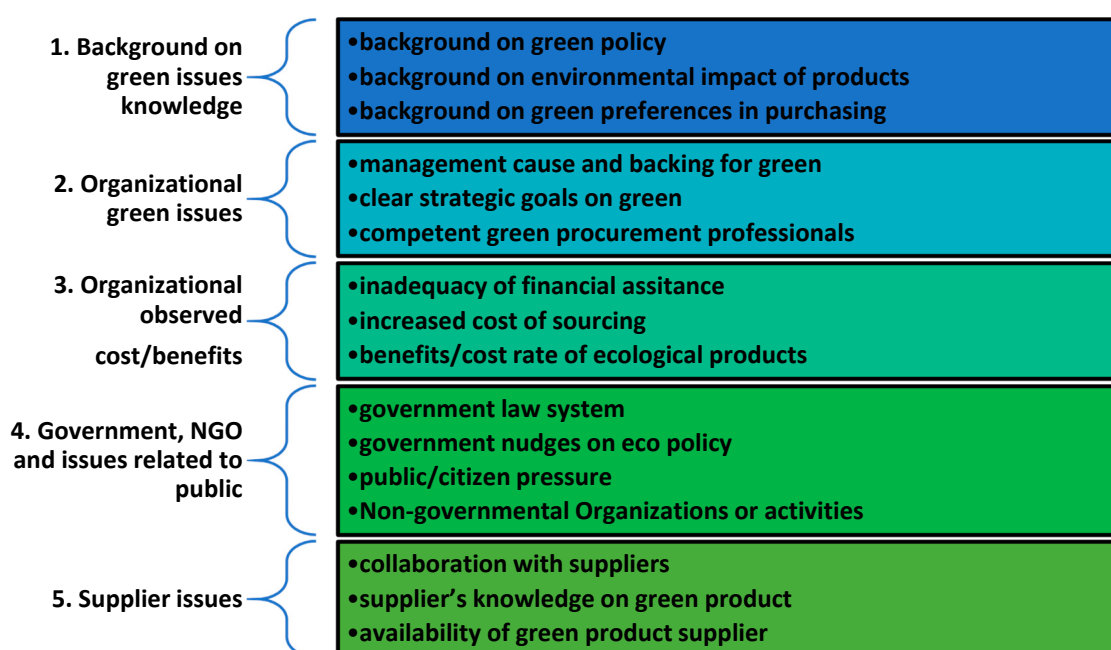 1. Background on
green issues
knowledge
•background on green policy
•background on environmental impact of products
•background on green preferences in purchasing
2. Organizational
green issues
•management cause and backing for green
•clear strategic goals on green
•competent green procurement professionals
3. Organizational
observed
cost/benefits
•inadequacy of financial assitance
•increased cost of sourcing
•benefits/cost rate of ecological products
4. Government, NGO
and issues related to
public
•government law system
•government nudges on eco policy
•public/citizen pressure
•Non-governmental Organizations or activities
5. Supplier issues
•collaboration with suppliers
•supplier’s knowledge on green product
•availability of green product supplier